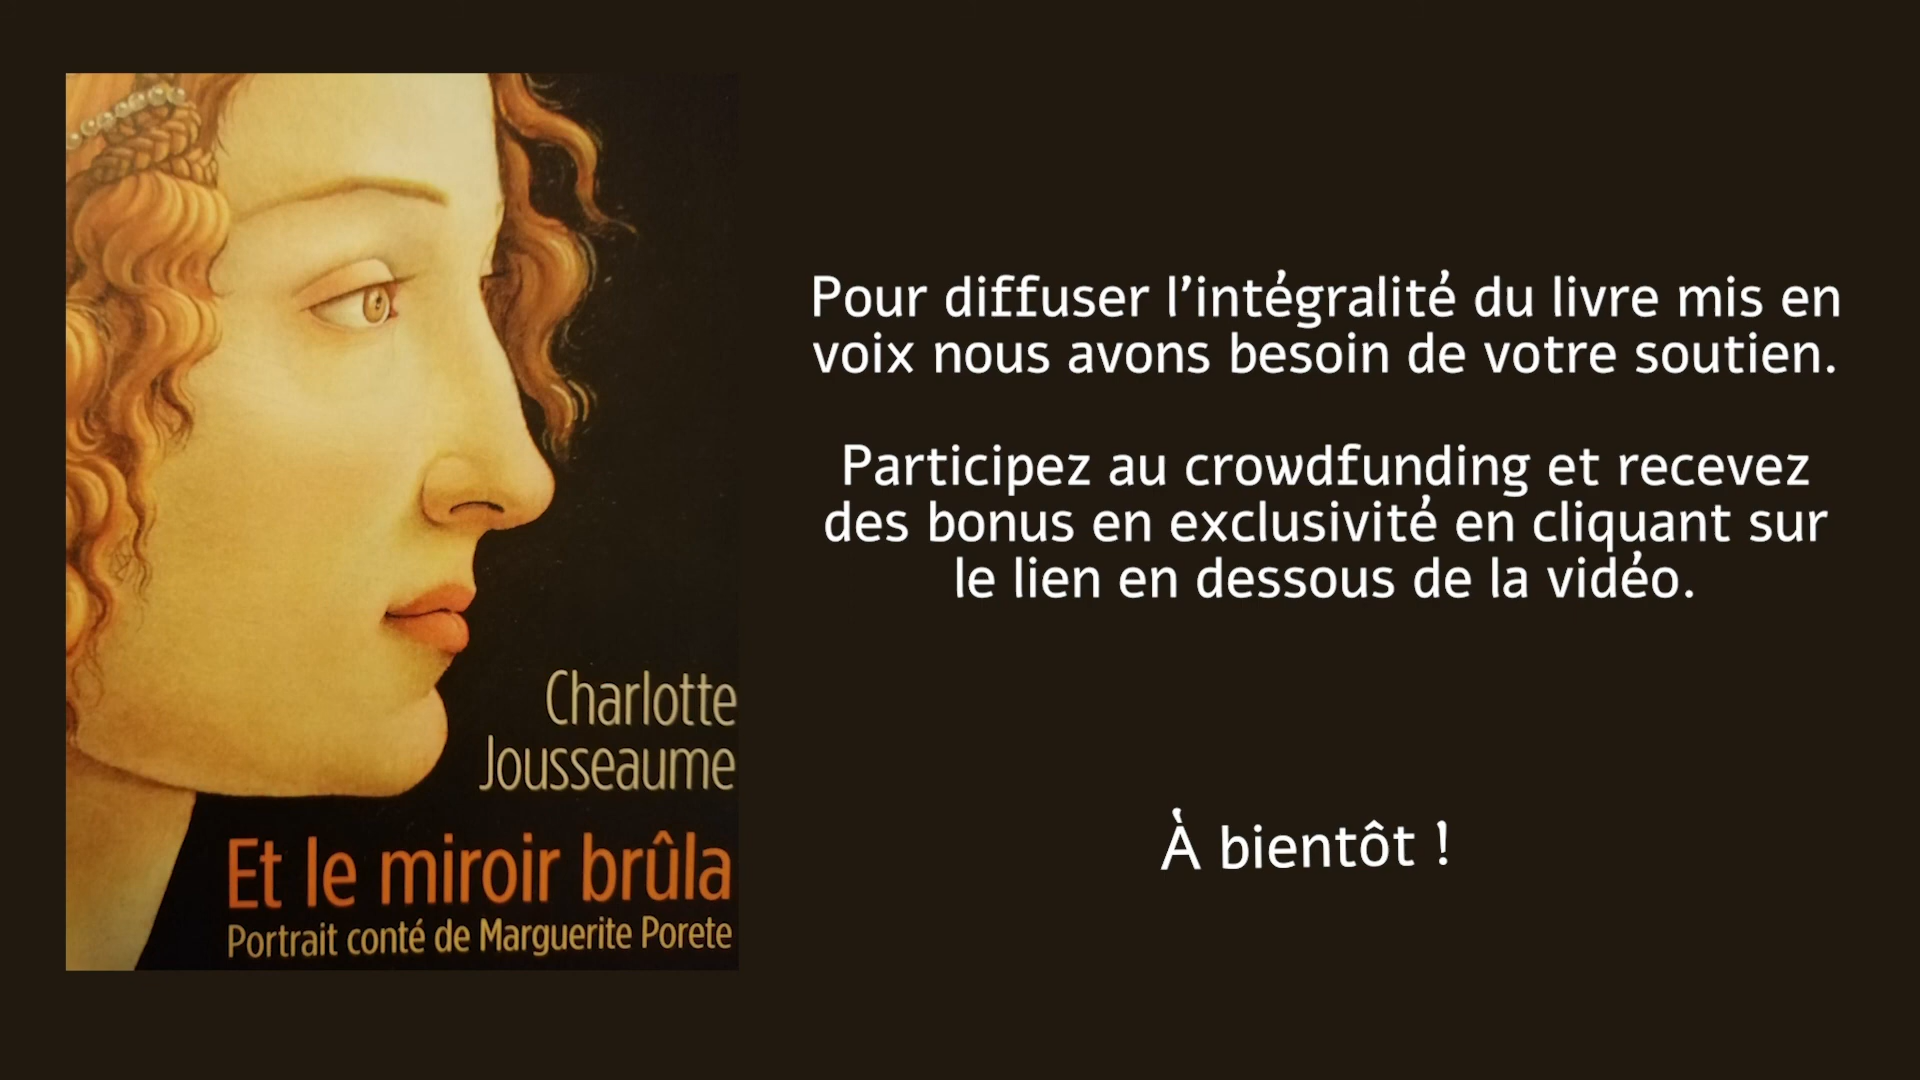 Charlotte
Jousseaume
Et le miroir brûla
Portrait conté de Marguerite Porete
Pour diffuser l'intégralité du livre mis en
voix nous avons besoin de votre soutien.
Participez au crowdfunding et recevez
des bonus en exclusivité en cliquant sur
le lien en dessous de la vidéo.
À bientôt !